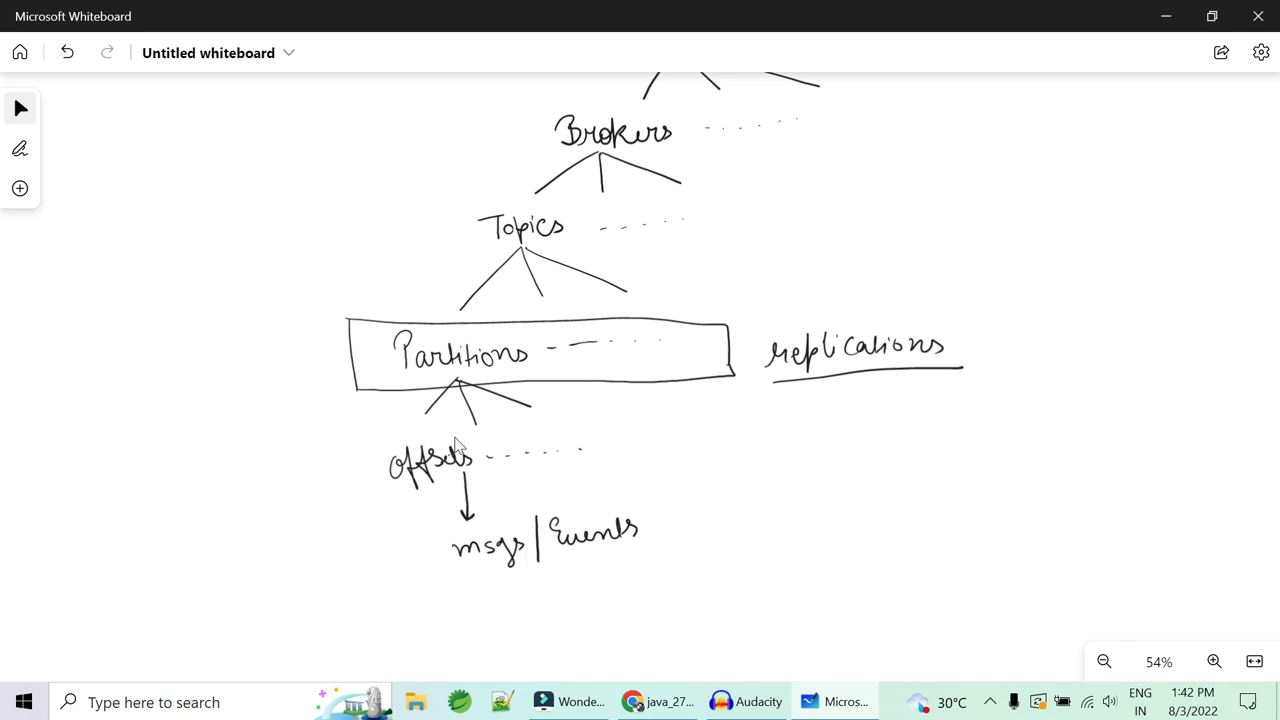 Microsoft Whiteboard
Untitled whiteboard
Brokers
Topics
Partitions
replications
offsets
msgs | Events
54%
Type here to search
Wonde...
java_27...
Audacity
Micros...
30°C
ENG
IN
1:42 PM
8/3/2022